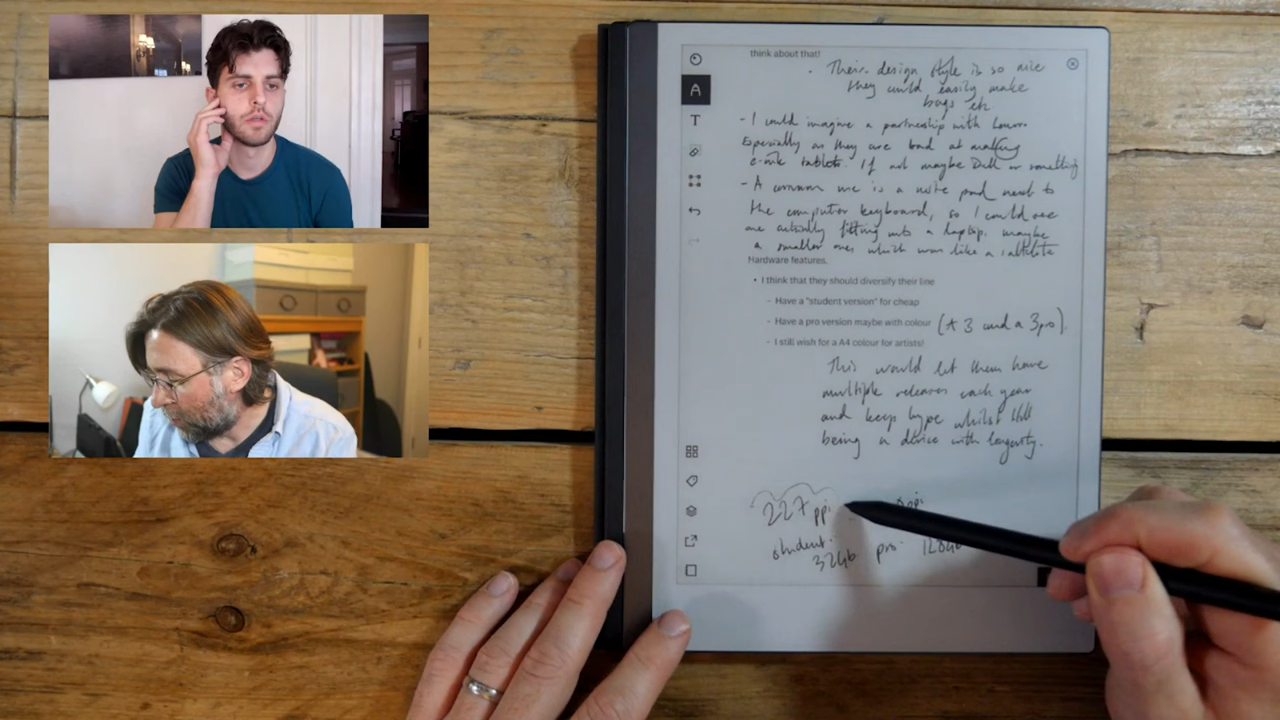 think about that!
- Their design style is so nice
they could easily make
bags etc
- I could imagine a partnership with Lenovo
Especially as they are bad at making
e-ink tablets. If not maybe Dell or something
- A common use is a note pad next to
the computer keyboard, so I could see
one actually fitting into a laptop. maybe
a smaller one, which was like a
Hardware features.
• I think that they should diversify their line
- Have a "student version" for cheap
- Have a pro version maybe with colour (A 3 and a 3pro).
- I still wish for a A4 colour for artists!
This would let them have
multiple releases each year
and keep hype whilst still
being a device with longevity.
227 ppi ppi
student. 32Gb pro. 128Gb